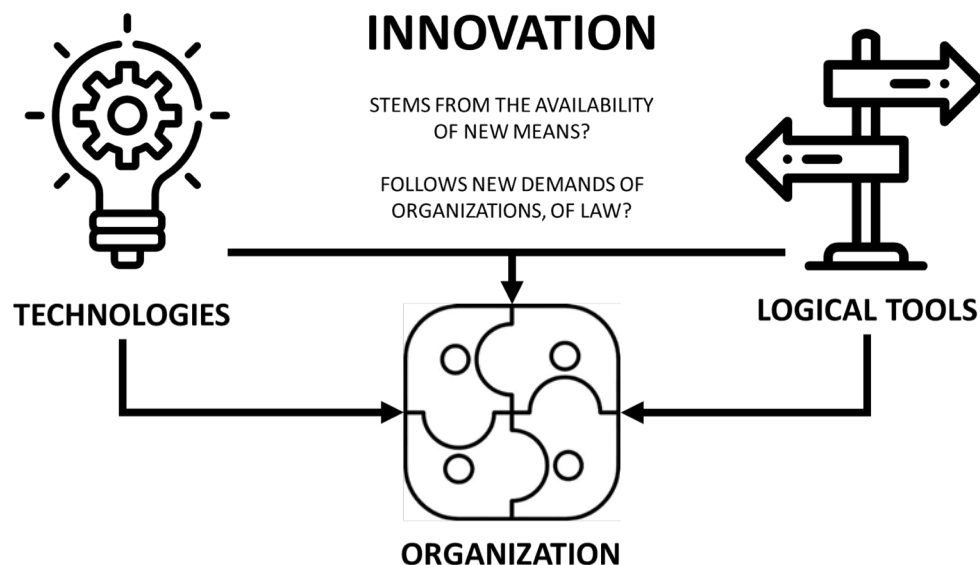 INNOVATION
STEMS FROM THE AVAILABILITY
OF NEW MEANS?
FOLLOWS NEW DEMANDS OF
ORGANIZATIONS, OF LAW?
TECHNOLOGIES
LOGICAL TOOLS
ORGANIZATION